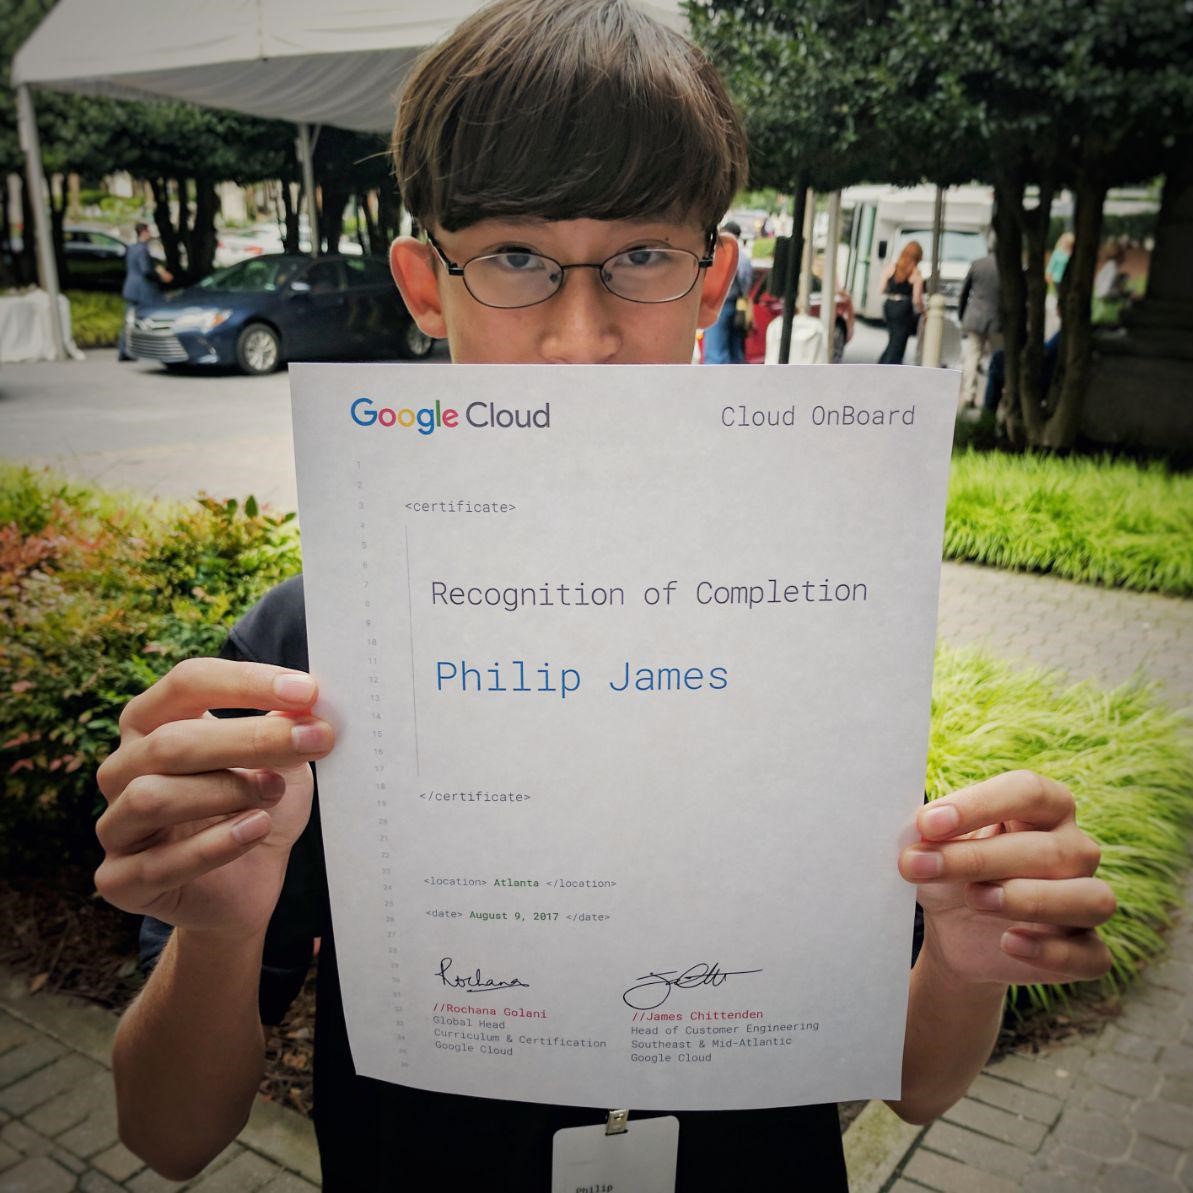 Google Cloud
Cloud OnBoard
1
2
3
<certificate>
4
5
6
7
Recognition of Completion
8
9
10
11
12
Philip James
13
14
15
16
17
18
</certificate>
19
20
21
22
23
24
<location> Atlanta </location>
25
26
<date> August 9, 2017 </date>
27
28
29
30
31
Rochana
//Rochana Golani
Global Head
Curriculum & Certification
Google Cloud
//James Chittenden
Head of Customer Engineering
Southeast & Mid-Atlantic
Google Cloud
32
33
34
35
Philip